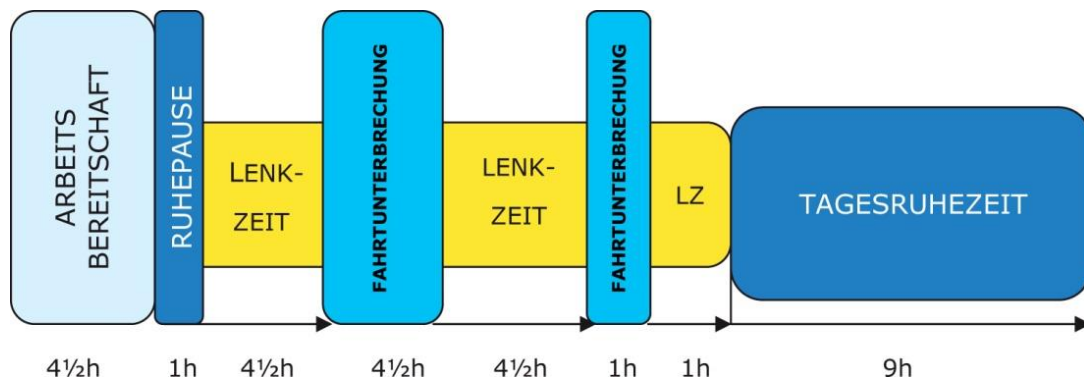 ARBEITS
BEREITSCHAFT
RUHEPAUSE
LENK-
ZEIT
FAHRTUNTERBRECHUNG
LENK-
ZEIT
FAHRTUNTERBRECHUNG
LZ
TAGESRUHEZEIT
4½h 1h 4½h 4½h 4½h 1h 1h 9h